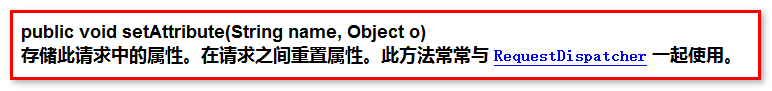 public void setAttribute(String name, Object o)
存储此请求中的属性。在请求之间重置属性。此方法常常与 RequestDispatcher 一起使用。